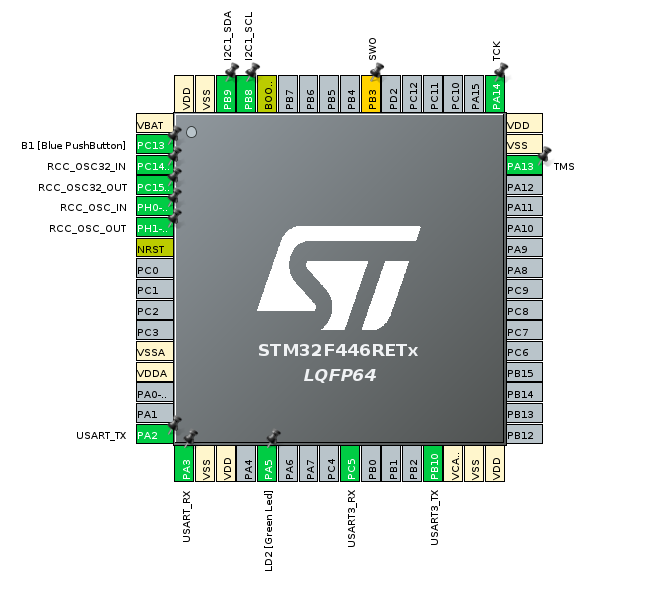 I2C1_SDA
I2C1_SCL
SWO
TCK
VDD
VSS
PB9
PB8
BOO..
PB7
PB6
PB5
PB4
PB3
PD2
PC12
PC11
PC10
PA15
PA14
VBAT
B1 [Blue PushButton] PC13
RCC_OSC32_IN PC14..
RCC_OSC32_OUT PC15..
RCC_OSC_IN PH0-..
RCC_OSC_OUT PH1-..
NRST
PC0
PC1
PC2
PC3
VSSA
VDDA
PA0-..
PA1
USART_TX PA2
VDD
VSS
PA13 TMS
PA12
PA11
PA10
PA9
PA8
PC9
PC8
PC7
PC6
PB15
PB14
PB13
PB12
STM32F446RETx
LQFP64
PA3
VSS
VDD
PA4
PA5
PA6
PA7
PC4
PC5
PB0
PB1
PB2
PB10
VCA..
VSS
VDD
USART_RX
LD2 [Green Led]
USART3_RX
USART3_TX